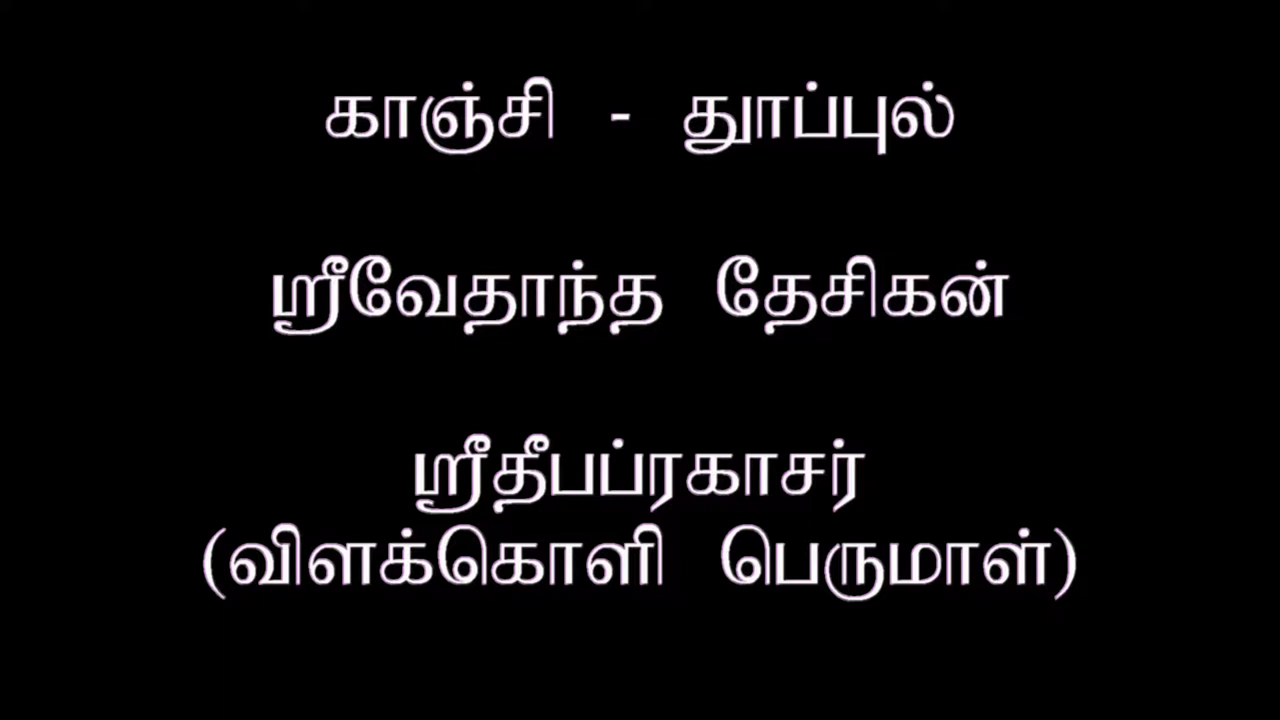 காஞ்சி - தூப்புல்
ஸ்ரீவேதாந்த தேசிகன்
ஸ்ரீதீபப்ரகாசர்
(விளக்கொளி பெருமாள்)